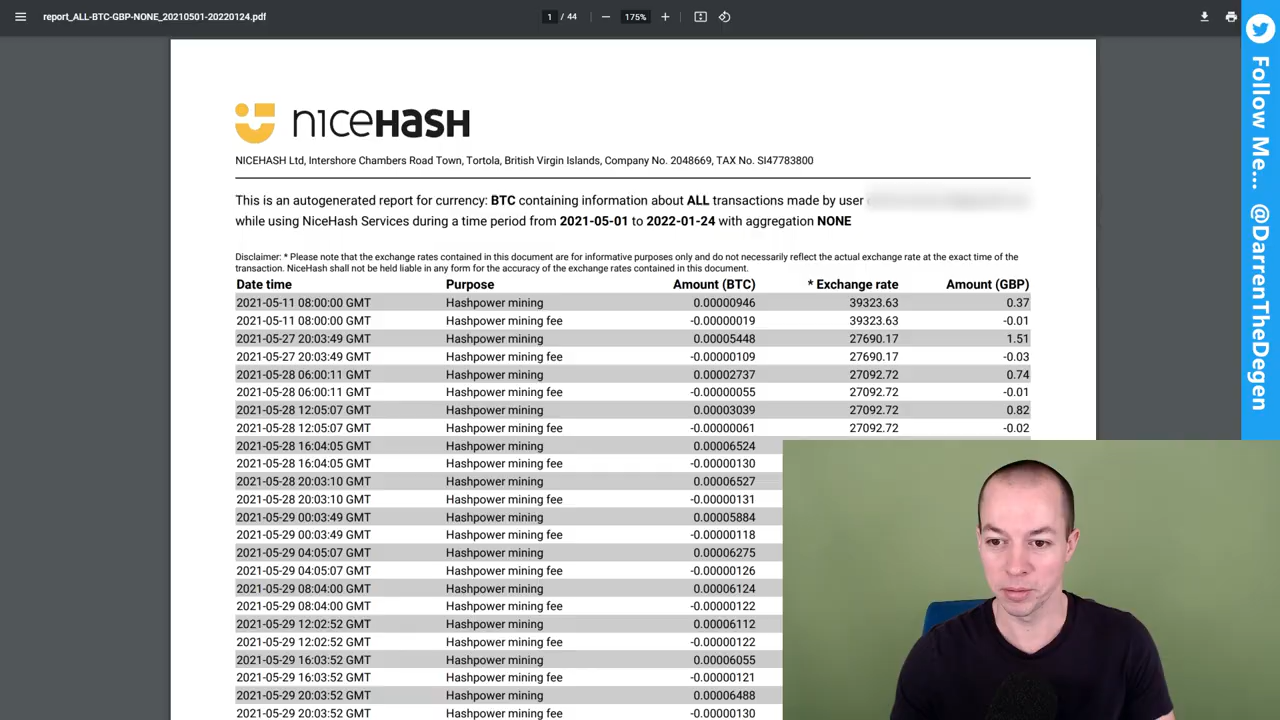 report_ALL-BTC-GBP-NONE_20210501-20220124.pdf
1 / 44
175%
niceHASH
NICEHASH Ltd, Intershore Chambers Road Town, Tortola, British Virgin Islands, Company No. 2048669, TAX No. SI47783800
This is an autogenerated report for currency: BTC containing information about ALL transactions made by user
while using NiceHash Services during a time period from 2021-05-01 to 2022-01-24 with aggregation NONE
Disclaimer: * Please note that the exchange rates contained in this document are for informative purposes only and do not necessarily reflect the actual exchange rate at the exact time of the
transaction. NiceHash shall not be held liable in any form for the accuracy of the exchange rates contained in this document.
Date time Purpose Amount (BTC) * Exchange rate Amount (GBP)
2021-05-11 08:00:00 GMT Hashpower mining 0.00000946 39323.63 0.37
2021-05-11 08:00:00 GMT Hashpower mining fee -0.00000019 39323.63 -0.01
2021-05-27 20:03:49 GMT Hashpower mining 0.00005448 27690.17 1.51
2021-05-27 20:03:49 GMT Hashpower mining fee -0.00000109 27690.17 -0.03
2021-05-28 06:00:11 GMT Hashpower mining 0.00002737 27092.72 0.74
2021-05-28 06:00:11 GMT Hashpower mining fee -0.00000055 27092.72 -0.01
2021-05-28 12:05:07 GMT Hashpower mining 0.00003039 27092.72 0.82
2021-05-28 12:05:07 GMT Hashpower mining fee -0.00000061 27092.72 -0.02
2021-05-28 16:04:05 GMT Hashpower mining 0.00006524
2021-05-28 16:04:05 GMT Hashpower mining fee -0.00000130
2021-05-28 20:03:10 GMT Hashpower mining 0.00006527
2021-05-28 20:03:10 GMT Hashpower mining fee -0.00000131
2021-05-29 00:03:49 GMT Hashpower mining 0.00005884
2021-05-29 00:03:49 GMT Hashpower mining fee -0.00000118
2021-05-29 04:05:07 GMT Hashpower mining 0.00006275
2021-05-29 04:05:07 GMT Hashpower mining fee -0.00000126
2021-05-29 08:04:00 GMT Hashpower mining 0.00006124
2021-05-29 08:04:00 GMT Hashpower mining fee -0.00000122
2021-05-29 12:02:52 GMT Hashpower mining 0.00006112
2021-05-29 12:02:52 GMT Hashpower mining fee -0.00000122
2021-05-29 16:03:52 GMT Hashpower mining 0.00006055
2021-05-29 16:03:52 GMT Hashpower mining fee -0.00000121
2021-05-29 20:03:52 GMT Hashpower mining 0.00006488
2021-05-29 20:03:52 GMT Hashpower mining fee -0.00000130
Follow Me... @DarrenTheDegen